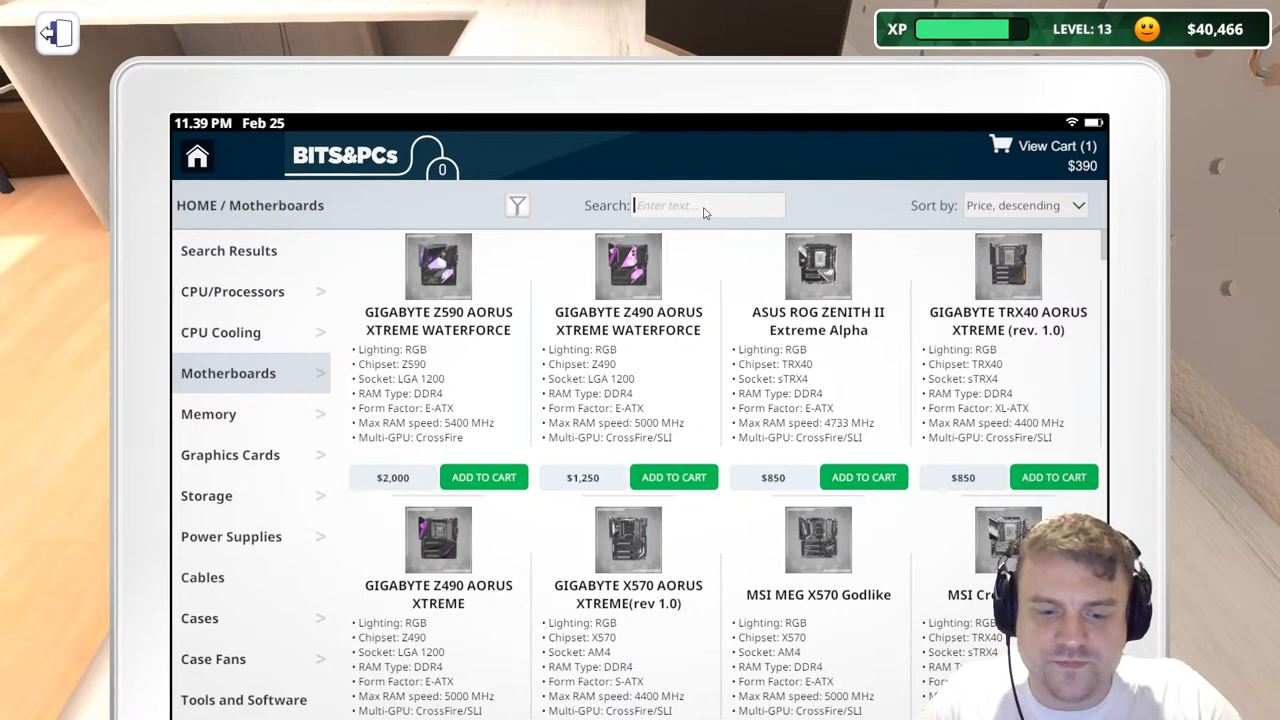 XP
LEVEL: 13
$40,466
11.39 PM Feb 25
BITS&PCs
0
View Cart (1)
$390
HOME / Motherboards
Search:
Enter text...
Sort by:
Price, descending
Search Results
CPU/Processors >
CPU Cooling >
Motherboards >
Memory >
Graphics Cards >
Storage >
Power Supplies >
Cables
Cases >
Case Fans >
Tools and Software
GIGABYTE Z590 AORUS
XTREME WATERFORCE
• Lighting: RGB
• Chipset: Z590
• Socket: LGA 1200
• RAM Type: DDR4
• Form Factor: E-ATX
• Max RAM speed: 5400 MHz
• Multi-GPU: CrossFire
$2,000
ADD TO CART
GIGABYTE Z490 AORUS
XTREME WATERFORCE
• Lighting: RGB
• Chipset: Z490
• Socket: LGA 1200
• RAM Type: DDR4
• Form Factor: E-ATX
• Max RAM speed: 5000 MHz
• Multi-GPU: CrossFire/SLI
$1,250
ADD TO CART
ASUS ROG ZENITH II
Extreme Alpha
• Lighting: RGB
• Chipset: TRX40
• Socket: sTRX4
• RAM Type: DDR4
• Form Factor: E-ATX
• Max RAM speed: 4733 MHz
• Multi-GPU: CrossFire/SLI
$850
ADD TO CART
GIGABYTE TRX40 AORUS
XTREME (rev. 1.0)
• Lighting: RGB
• Chipset: TRX40
• Socket: sTRX4
• RAM Type: DDR4
• Form Factor: XL-ATX
• Max RAM speed: 4400 MHz
• Multi-GPU: CrossFire/SLI
$850
ADD TO CART
GIGABYTE Z490 AORUS
XTREME
• Lighting: RGB
• Chipset: Z490
• Socket: LGA 1200
• RAM Type: DDR4
• Form Factor: E-ATX
• Max RAM speed: 5000 MHz
• Multi-GPU: CrossFire/SLI
GIGABYTE X570 AORUS
XTREME(rev 1.0)
• Lighting: RGB
• Chipset: X570
• Socket: AM4
• RAM Type: DDR4
• Form Factor: S-ATX
• Max RAM speed: 4400 MHz
• Multi-GPU: CrossFire/SLI
MSI MEG X570 Godlike
• Lighting: RGB
• Chipset: X570
• Socket: AM4
• RAM Type: DDR4
• Form Factor: E-ATX
• Max RAM speed: 5000 MHz
• Multi-GPU: CrossFire/SLI
MSI
• Lighting: RGB
• Chipset: TRX40
• Socket: sTRX4
• RAM Type:
• Form
• Max
• Multi